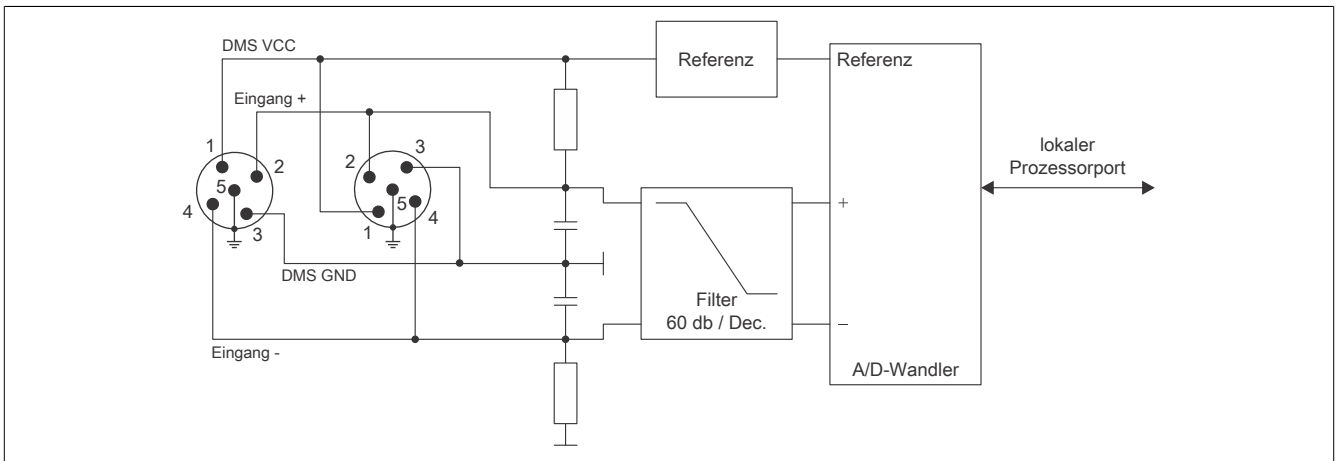 DMS VCC
Referenz
Referenz
Eingang +
1
2
5
4
3
3
2
5
4
1
lokaler
Prozessorport
+
DMS GND
Filter
60 db / Dec.
−
Eingang -
A/D-Wandler